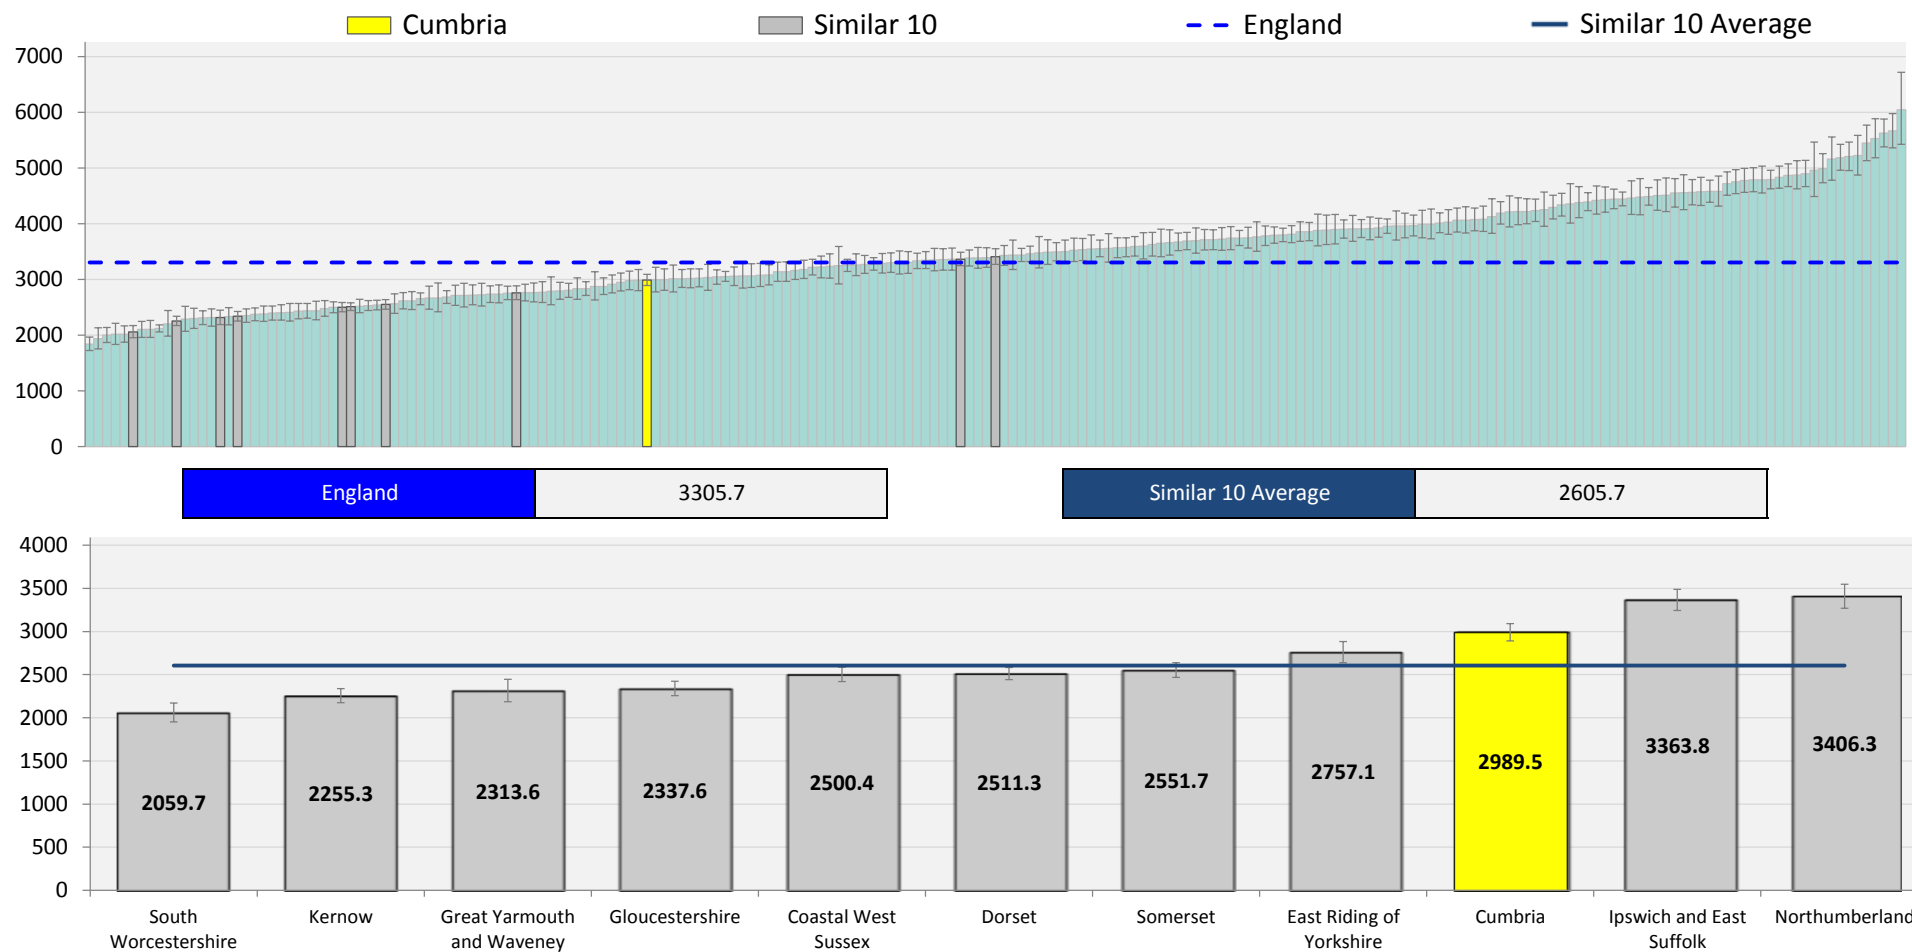 Cumbria Similar 10 England Similar 10 Average
7000
6000
5000
4000
3000
2000
1000
0
England 3305.7 Similar 10 Average 2605.7
4000
3500
3000
2500
2000
1500
1000
500
0
2059.7 2255.3 2313.6 2337.6 2500.4 2511.3 2551.7 2757.1 2989.5 3363.8 3406.3
South Worcestershire
Kernow
Great Yarmouth and Waveney
Gloucestershire
Coastal West Sussex
Dorset
Somerset
East Riding of Yorkshire
Cumbria
Ipswich and East Suffolk
Northumberland